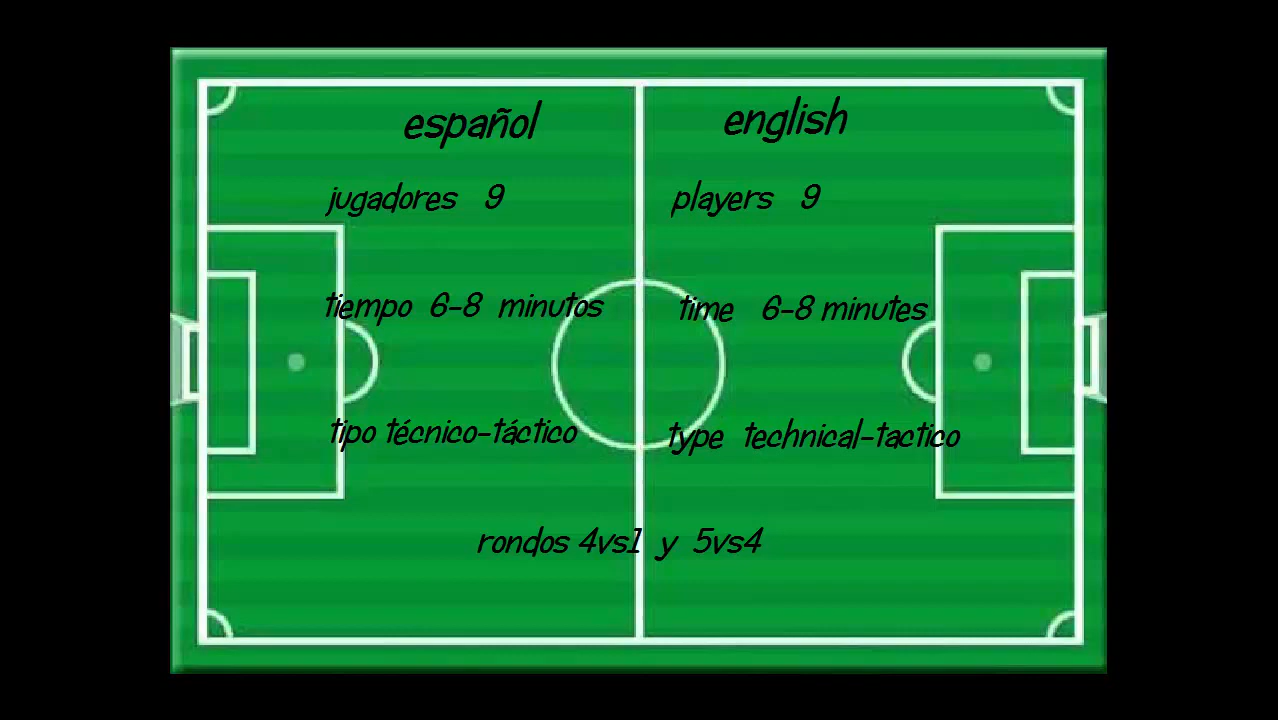 español
jugadores 9
tiempo 6-8 minutos
tipo técnico-táctico
english
players 9
time 6-8 minutes
type technical-tactico
rondos 4vs1 y 5vs4